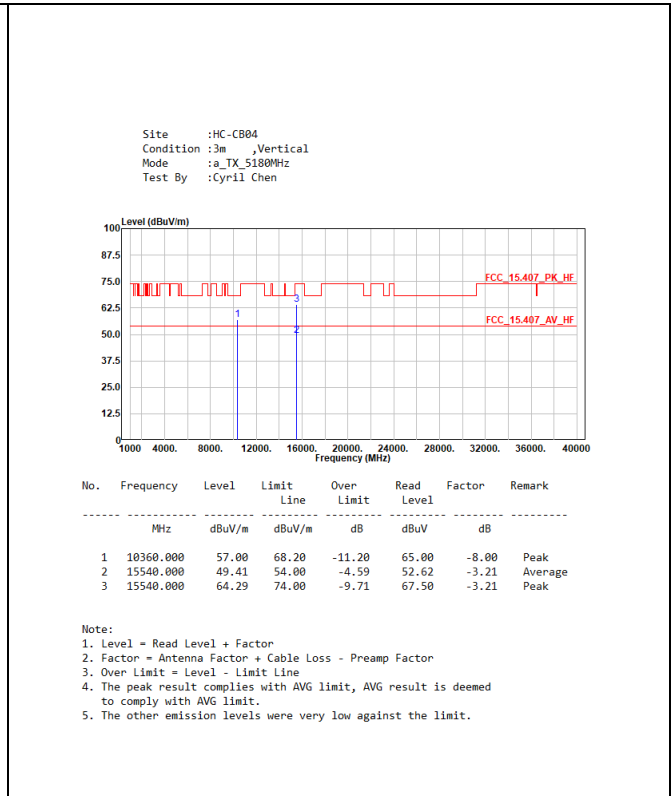 Site :HC-CB04
Condition :3m ,Vertical
Mode :a_TX_5180MHz
Test By :Cyril Chen
Level (dBuV/m)
100
87.5
75.0
62.5
50.0
37.5
25.0
12.5
0
FCC_15.407_PK_HF
FCC_15.407_AV_HF
1
3
2
1000 4000. 8000. 12000. 16000. 20000. 24000. 28000. 32000. 36000. 40000
Frequency (MHz)
No. Frequency Level Limit Over Read Factor Remark
Line Limit Level
------ ----------- -------- --------- --------- -------- -------- ---------
MHz dBuV/m dBuV/m dB dBuV dB
1 10360.000 57.00 68.20 -11.20 65.00 -8.00 Peak
2 15540.000 49.41 54.00 -4.59 52.62 -3.21 Average
3 15540.000 64.29 74.00 -9.71 67.50 -3.21 Peak
Note:
1. Level = Read Level + Factor
2. Factor = Antenna Factor + Cable Loss - Preamp Factor
3. Over Limit = Level - Limit Line
4. The peak result complies with AVG limit, AVG result is deemed
to comply with AVG limit.
5. The other emission levels were very low against the limit.